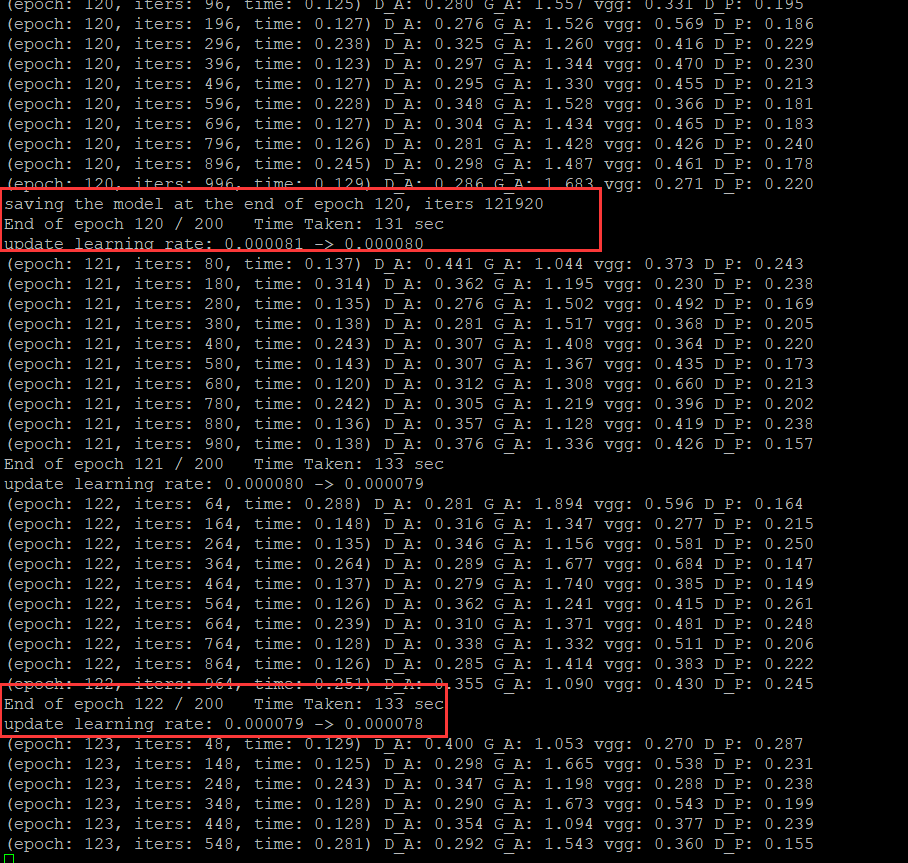 (epoch: 120, iters: 96, time: 0.125) D_A: 0.280 G_A: 1.557 vgg: 0.331 D_P: 0.195
(epoch: 120, iters: 196, time: 0.127) D_A: 0.276 G_A: 1.526 vgg: 0.569 D_P: 0.186
(epoch: 120, iters: 296, time: 0.238) D_A: 0.325 G_A: 1.260 vgg: 0.416 D_P: 0.229
(epoch: 120, iters: 396, time: 0.123) D_A: 0.297 G_A: 1.344 vgg: 0.470 D_P: 0.230
(epoch: 120, iters: 496, time: 0.127) D_A: 0.295 G_A: 1.330 vgg: 0.455 D_P: 0.213
(epoch: 120, iters: 596, time: 0.228) D_A: 0.348 G_A: 1.528 vgg: 0.366 D_P: 0.181
(epoch: 120, iters: 696, time: 0.127) D_A: 0.304 G_A: 1.434 vgg: 0.465 D_P: 0.183
(epoch: 120, iters: 796, time: 0.126) D_A: 0.281 G_A: 1.428 vgg: 0.426 D_P: 0.240
(epoch: 120, iters: 896, time: 0.245) D_A: 0.298 G_A: 1.487 vgg: 0.461 D_P: 0.178
(epoch: 120, iters: 996, time: 0.129) D_A: 0.286 G_A: 1.683 vgg: 0.271 D_P: 0.220
saving the model at the end of epoch 120, iters 121920
End of epoch 120 / 200   Time Taken: 131 sec
update learning rate: 0.000081 -> 0.000080
(epoch: 121, iters: 80, time: 0.137) D_A: 0.441 G_A: 1.044 vgg: 0.373 D_P: 0.243
(epoch: 121, iters: 180, time: 0.314) D_A: 0.362 G_A: 1.195 vgg: 0.230 D_P: 0.238
(epoch: 121, iters: 280, time: 0.135) D_A: 0.276 G_A: 1.502 vgg: 0.492 D_P: 0.169
(epoch: 121, iters: 380, time: 0.138) D_A: 0.281 G_A: 1.517 vgg: 0.368 D_P: 0.205
(epoch: 121, iters: 480, time: 0.243) D_A: 0.307 G_A: 1.408 vgg: 0.364 D_P: 0.220
(epoch: 121, iters: 580, time: 0.143) D_A: 0.307 G_A: 1.367 vgg: 0.435 D_P: 0.173
(epoch: 121, iters: 680, time: 0.120) D_A: 0.312 G_A: 1.308 vgg: 0.660 D_P: 0.213
(epoch: 121, iters: 780, time: 0.242) D_A: 0.305 G_A: 1.219 vgg: 0.396 D_P: 0.202
(epoch: 121, iters: 880, time: 0.136) D_A: 0.357 G_A: 1.128 vgg: 0.419 D_P: 0.238
(epoch: 121, iters: 980, time: 0.138) D_A: 0.376 G_A: 1.336 vgg: 0.426 D_P: 0.157
End of epoch 121 / 200   Time Taken: 133 sec
update learning rate: 0.000080 -> 0.000079
(epoch: 122, iters: 64, time: 0.288) D_A: 0.281 G_A: 1.894 vgg: 0.596 D_P: 0.164
(epoch: 122, iters: 164, time: 0.148) D_A: 0.316 G_A: 1.347 vgg: 0.277 D_P: 0.215
(epoch: 122, iters: 264, time: 0.135) D_A: 0.346 G_A: 1.156 vgg: 0.581 D_P: 0.250
(epoch: 122, iters: 364, time: 0.264) D_A: 0.289 G_A: 1.677 vgg: 0.684 D_P: 0.147
(epoch: 122, iters: 464, time: 0.137) D_A: 0.279 G_A: 1.740 vgg: 0.385 D_P: 0.149
(epoch: 122, iters: 564, time: 0.126) D_A: 0.362 G_A: 1.241 vgg: 0.415 D_P: 0.261
(epoch: 122, iters: 664, time: 0.239) D_A: 0.310 G_A: 1.371 vgg: 0.481 D_P: 0.248
(epoch: 122, iters: 764, time: 0.128) D_A: 0.338 G_A: 1.332 vgg: 0.511 D_P: 0.206
(epoch: 122, iters: 864, time: 0.126) D_A: 0.285 G_A: 1.414 vgg: 0.383 D_P: 0.222
(epoch: 122, iters: 964, time: 0.251) D_A: 0.355 G_A: 1.090 vgg: 0.430 D_P: 0.245
End of epoch 122 / 200   Time Taken: 133 sec
update learning rate: 0.000079 -> 0.000078
(epoch: 123, iters: 48, time: 0.129) D_A: 0.400 G_A: 1.053 vgg: 0.270 D_P: 0.287
(epoch: 123, iters: 148, time: 0.125) D_A: 0.298 G_A: 1.665 vgg: 0.538 D_P: 0.231
(epoch: 123, iters: 248, time: 0.243) D_A: 0.347 G_A: 1.198 vgg: 0.288 D_P: 0.238
(epoch: 123, iters: 348, time: 0.128) D_A: 0.290 G_A: 1.673 vgg: 0.543 D_P: 0.199
(epoch: 123, iters: 448, time: 0.128) D_A: 0.354 G_A: 1.094 vgg: 0.377 D_P: 0.239
(epoch: 123, iters: 548, time: 0.281) D_A: 0.292 G_A: 1.543 vgg: 0.360 D_P: 0.155